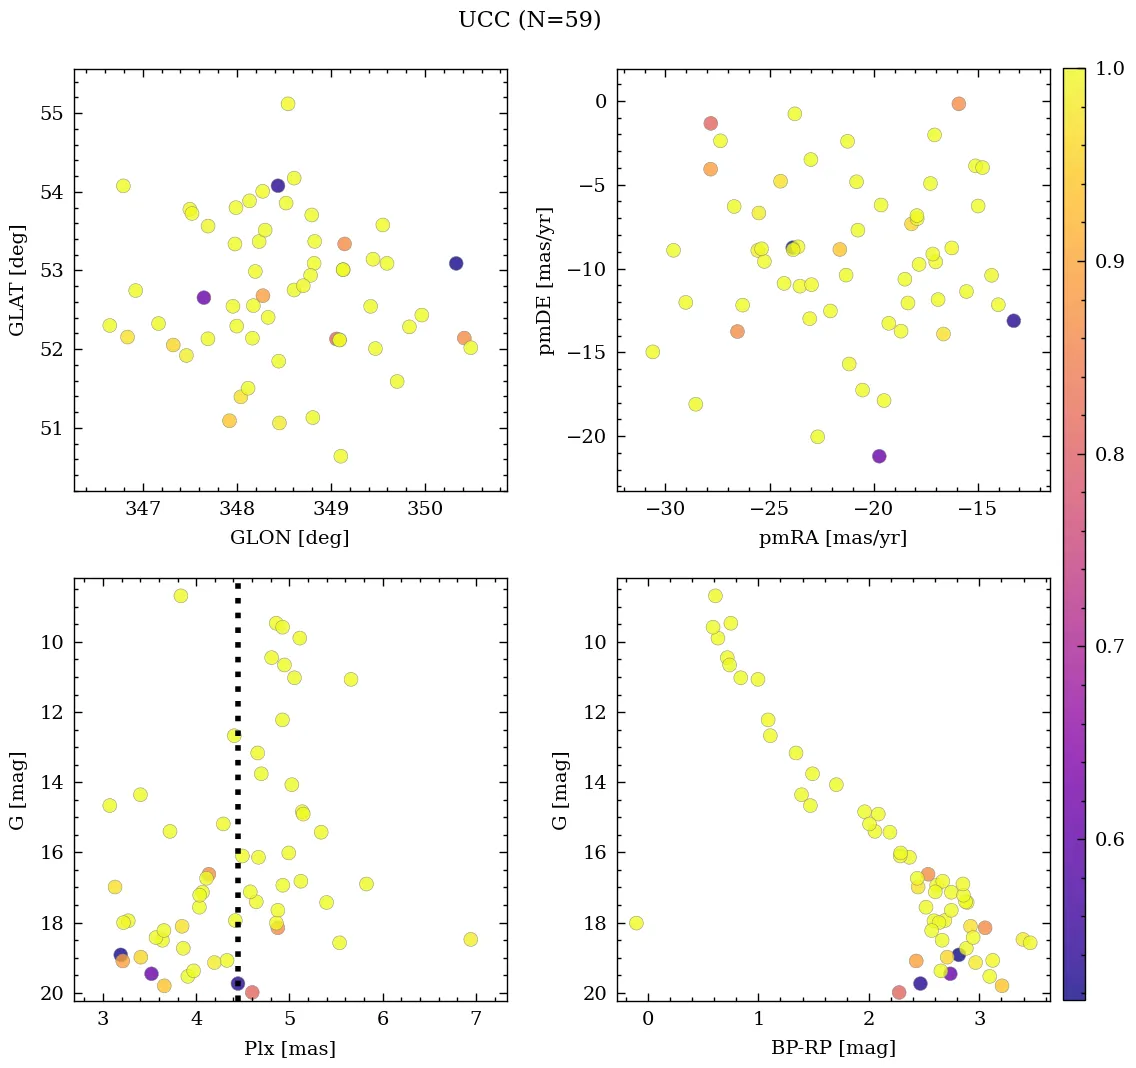 UCC (N=59)
55
54
53
52
51
GLAT [deg]
347 348 349 350
GLON [deg]
0
−5
−10
−15
−20
pmDE [mas/yr]
−30 −25 −20 −15
pmRA [mas/yr]
1.0
0.9
0.8
0.7
0.6
10
12
14
16
18
20
G [mag]
3 4 5 6 7
Plx [mas]
10
12
14
16
18
20
G [mag]
0 1 2 3
BP-RP [mag]